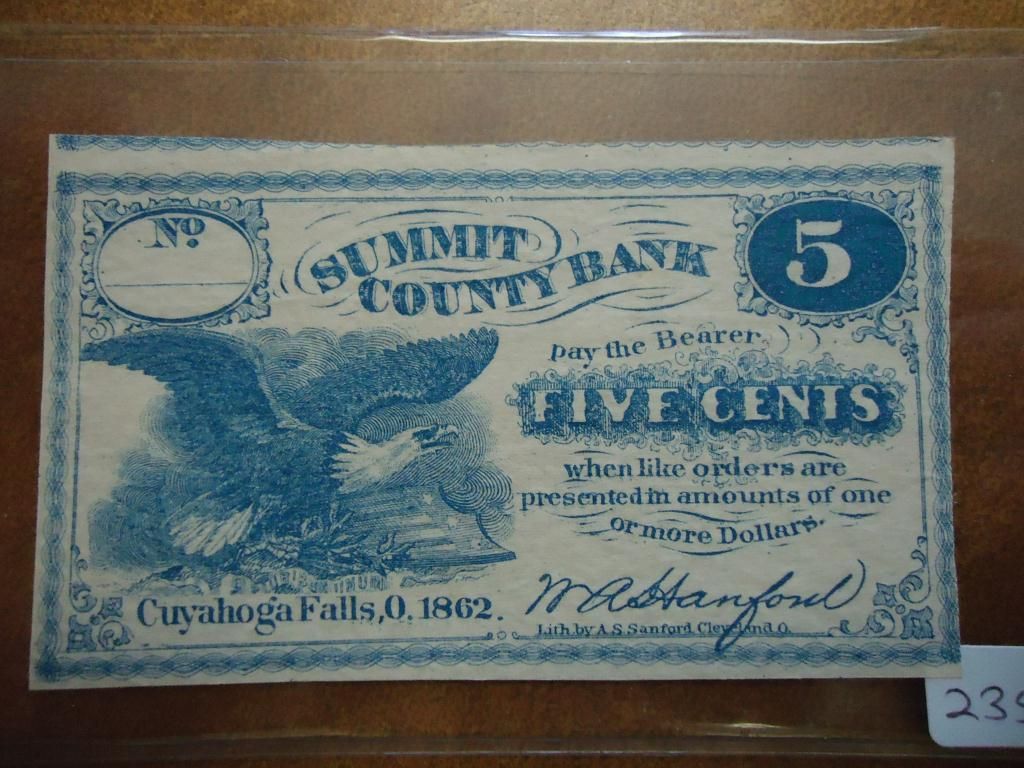 No.
SUMMIT
COUNTY BANK
5
pay the Bearer
FIVE CENTS
when like orders are
presented in amounts of one
or more Dollars.
Cuyahoga Falls, O. 1862.
W A Hanford
Lith. by A. S. Sanford Cleveland O.